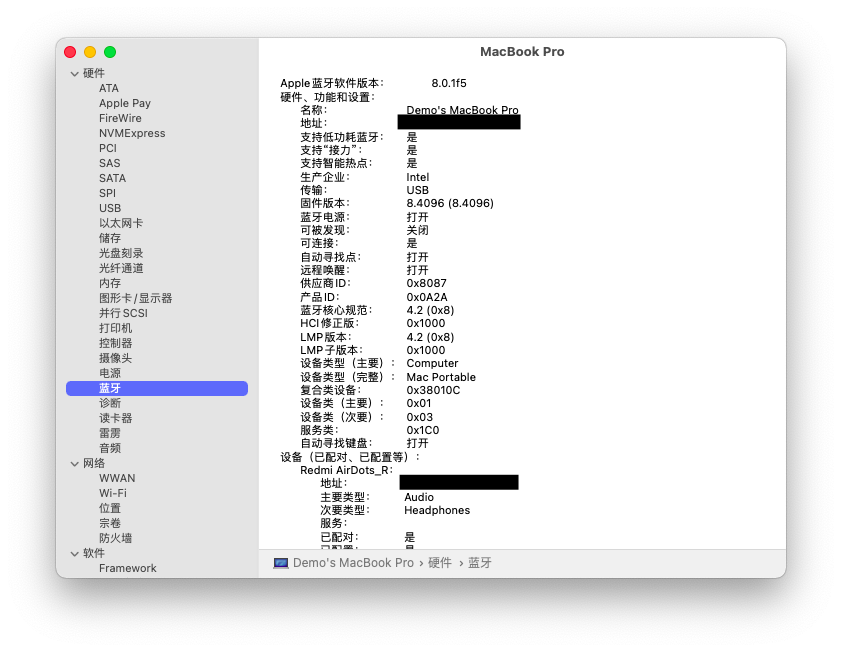 MacBook Pro
硬件
ATA
Apple Pay
FireWire
NVMExpress
PCI
SAS
SATA
SPI
USB
以太网卡
储存
光盘刻录
光纤通道
内存
图形卡/显示器
并行SCSI
打印机
控制器
摄像头
电源
蓝牙
诊断
读卡器
雷雳
音频
网络
WWAN
Wi-Fi
位置
宗卷
防火墙
软件
Framework
Apple蓝牙软件版本: 8.0.1f5
硬件、功能和设置:
名称: Demo's MacBook Pro
地址:
支持低功耗蓝牙: 是
支持“接力”: 是
支持智能热点: 是
生产企业: Intel
传输: USB
固件版本: 8.4096 (8.4096)
蓝牙电源: 打开
可被发现: 关闭
可连接: 是
自动寻找点: 打开
远程唤醒: 打开
供应商ID: 0x8087
产品ID: 0x0A2A
蓝牙核心规范: 4.2 (0x8)
HCI修正版: 0x1000
LMP版本: 4.2 (0x8)
LMP子版本: 0x1000
设备类型（主要）: Computer
设备类型（完整）: Mac Portable
复合类设备: 0x38010C
设备类（主要）: 0x01
设备类（次要）: 0x03
服务类: 0x1C0
自动寻找键盘: 打开
设备（已配对、已配置等）:
Redmi AirDots_R:
地址:
主要类型: Audio
次要类型: Headphones
服务:
已配对: 是
已配置: 是
Demo's MacBook Pro › 硬件 › 蓝牙